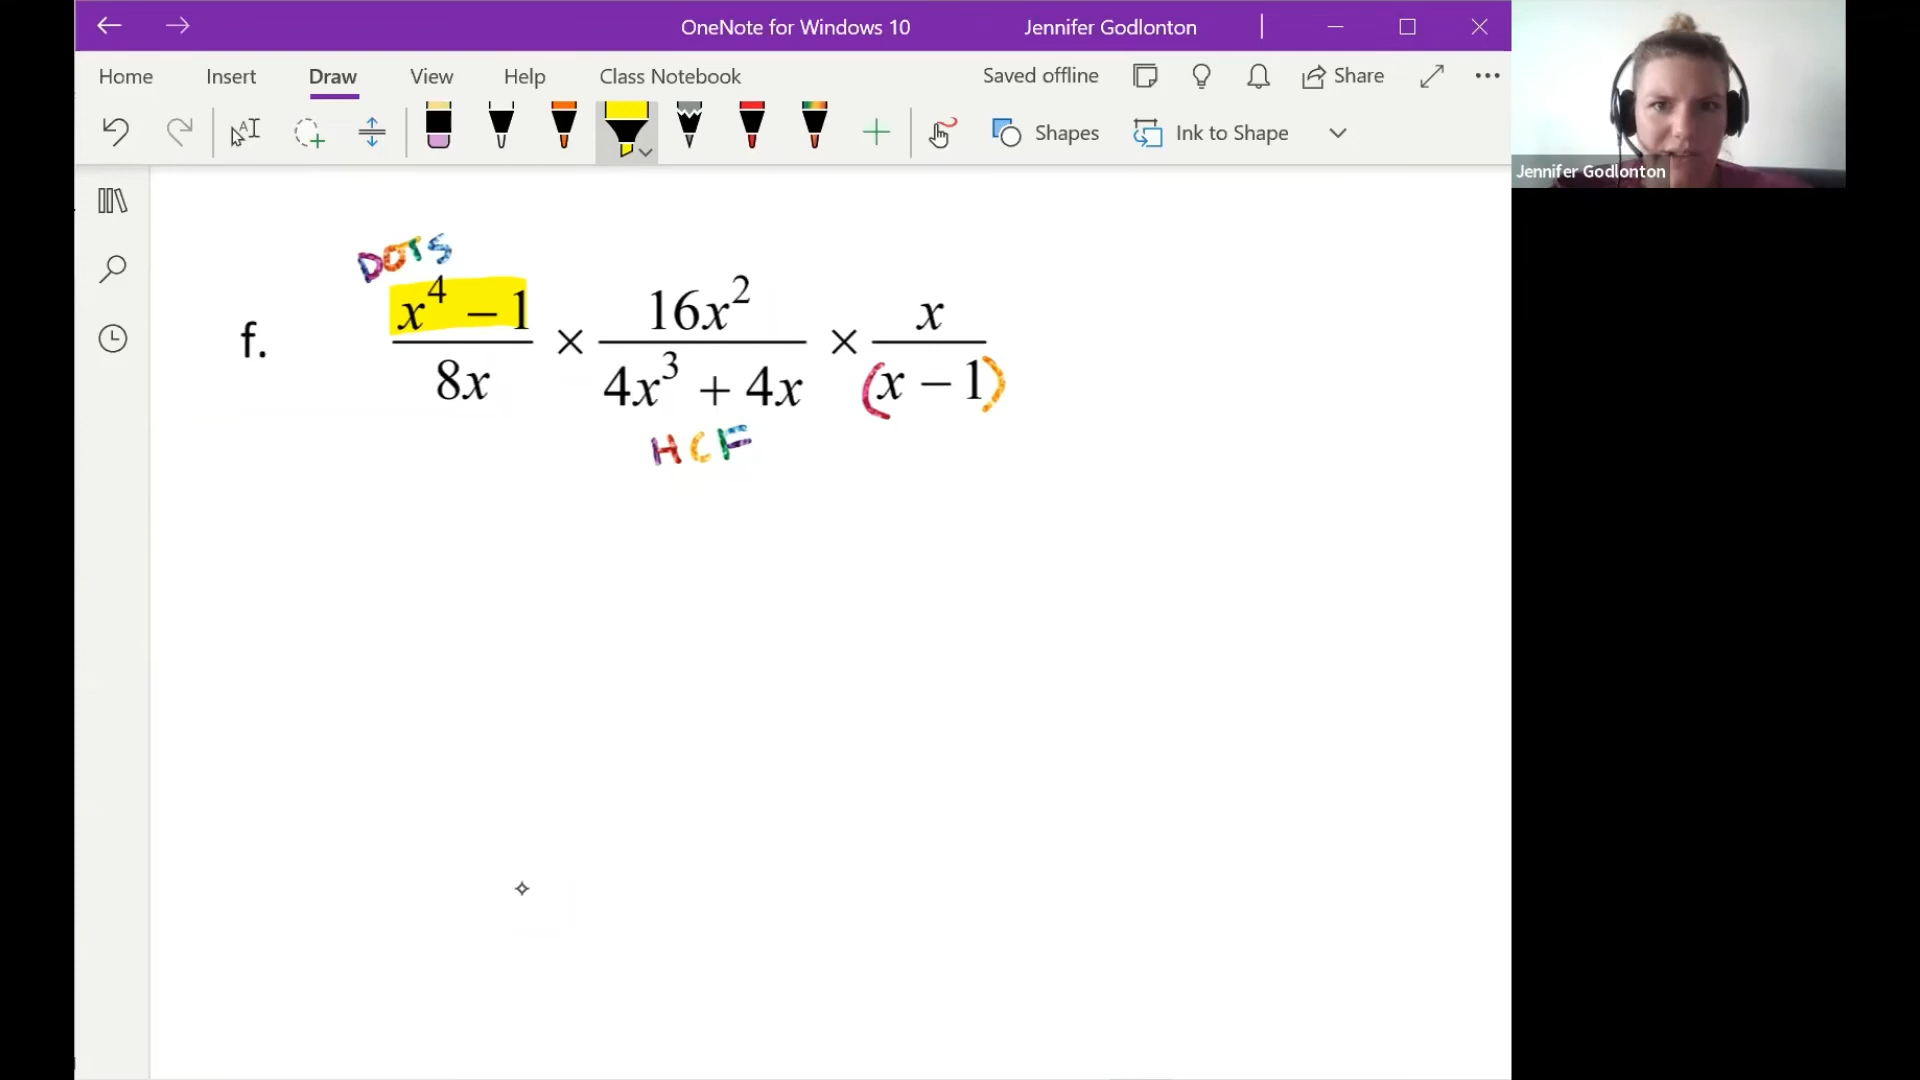 OneNote for Windows 10 Jennifer Godlonton
Home Insert Draw View Help Class Notebook Saved offline Share
Shapes Ink to Shape
Jennifer Godlonton
DOTS
f. x⁴ − 1 / 8x × 16x² / 4x³ + 4x × x / (x − 1)
HCF